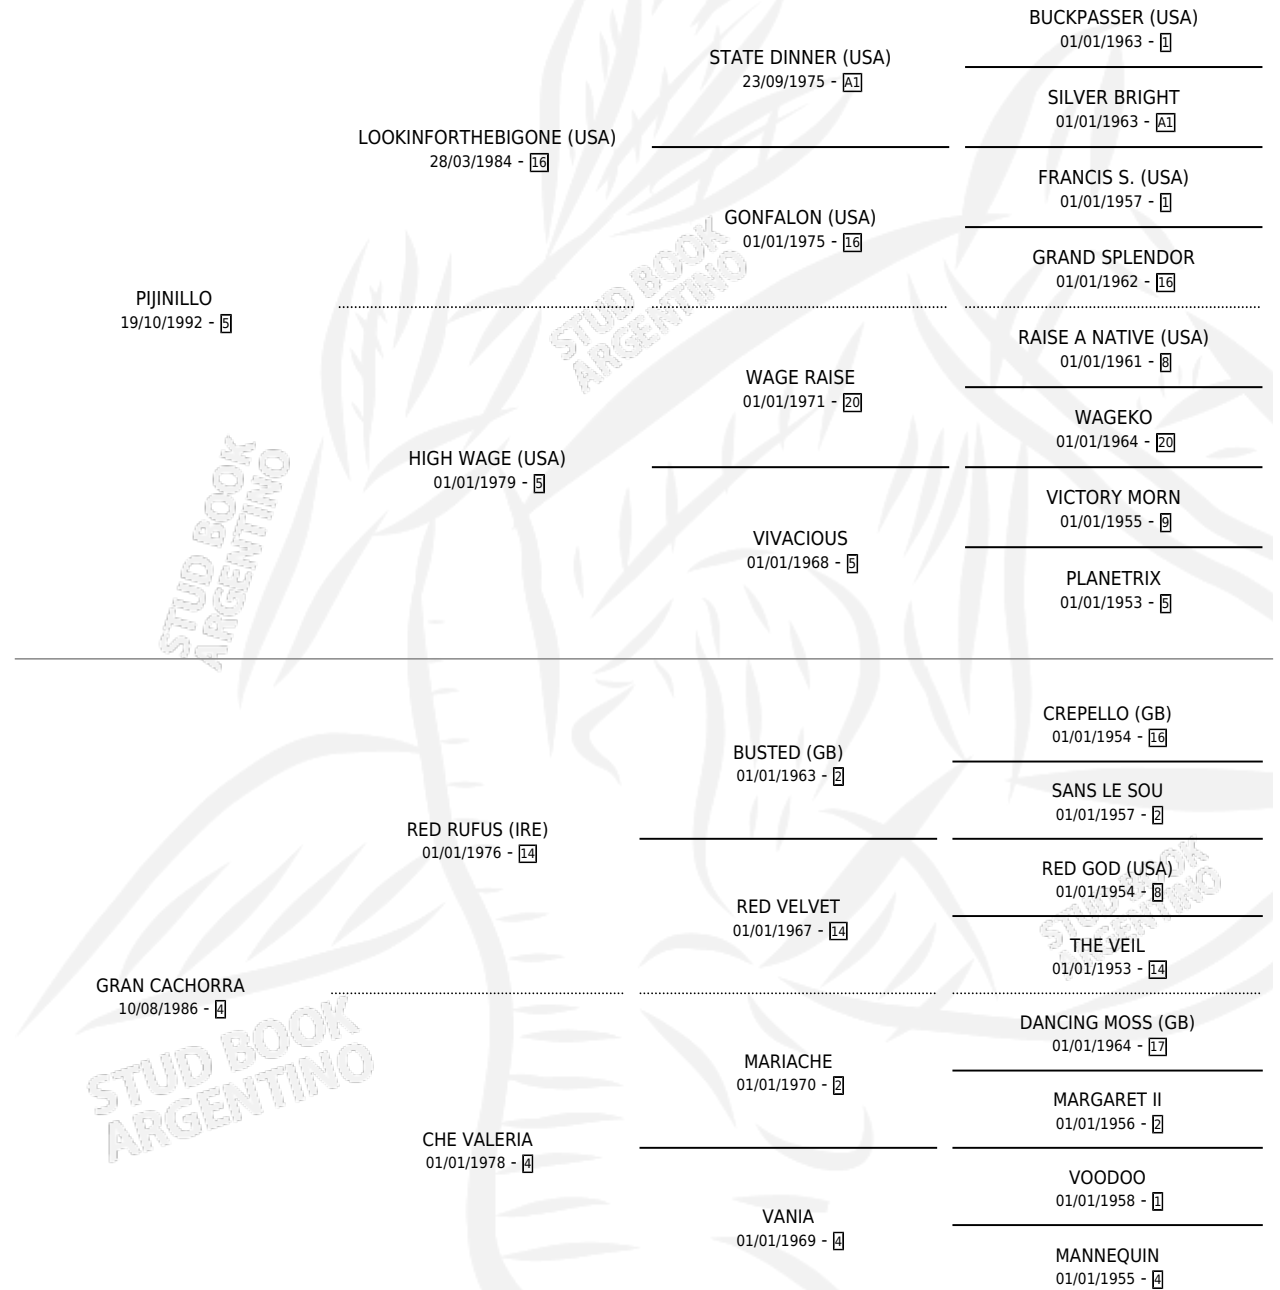 BUCKPASSER (USA)
01/01/1963 - 1
STATE DINNER (USA)
23/09/1975 - A1
SILVER BRIGHT
01/01/1963 - A1
LOOKINFORTHEBIGONE (USA)
28/03/1984 - 16
FRANCIS S. (USA)
01/01/1957 - 1
GONFALON (USA)
01/01/1975 - 16
GRAND SPLENDOR
01/01/1962 - 16
PIJINILLO
19/10/1992 - 5
RAISE A NATIVE (USA)
01/01/1961 - 8
WAGE RAISE
01/01/1971 - 20
WAGEKO
01/01/1964 - 20
HIGH WAGE (USA)
01/01/1979 - 5
VICTORY MORN
01/01/1955 - 9
VIVACIOUS
01/01/1968 - 5
PLANETRIX
01/01/1953 - 5
CREPELLO (GB)
01/01/1954 - 16
BUSTED (GB)
01/01/1963 - 2
SANS LE SOU
01/01/1957 - 2
RED RUFUS (IRE)
01/01/1976 - 14
RED GOD (USA)
01/01/1954 - 8
RED VELVET
01/01/1967 - 14
THE VEIL
01/01/1953 - 14
GRAN CACHORRA
10/08/1986 - 4
DANCING MOSS (GB)
01/01/1964 - 17
MARIACHE
01/01/1970 - 2
MARGARET II
01/01/1956 - 2
CHE VALERIA
01/01/1978 - 4
VOODOO
01/01/1958 - 1
VANIA
01/01/1969 - 4
MANNEQUIN
01/01/1955 - 4
STUD BOOK
ARGENTINO
STUD BOOK
ARGENTINO
STUD BOOK
ARGENTINO
STUD BOOK
ARGENTINO